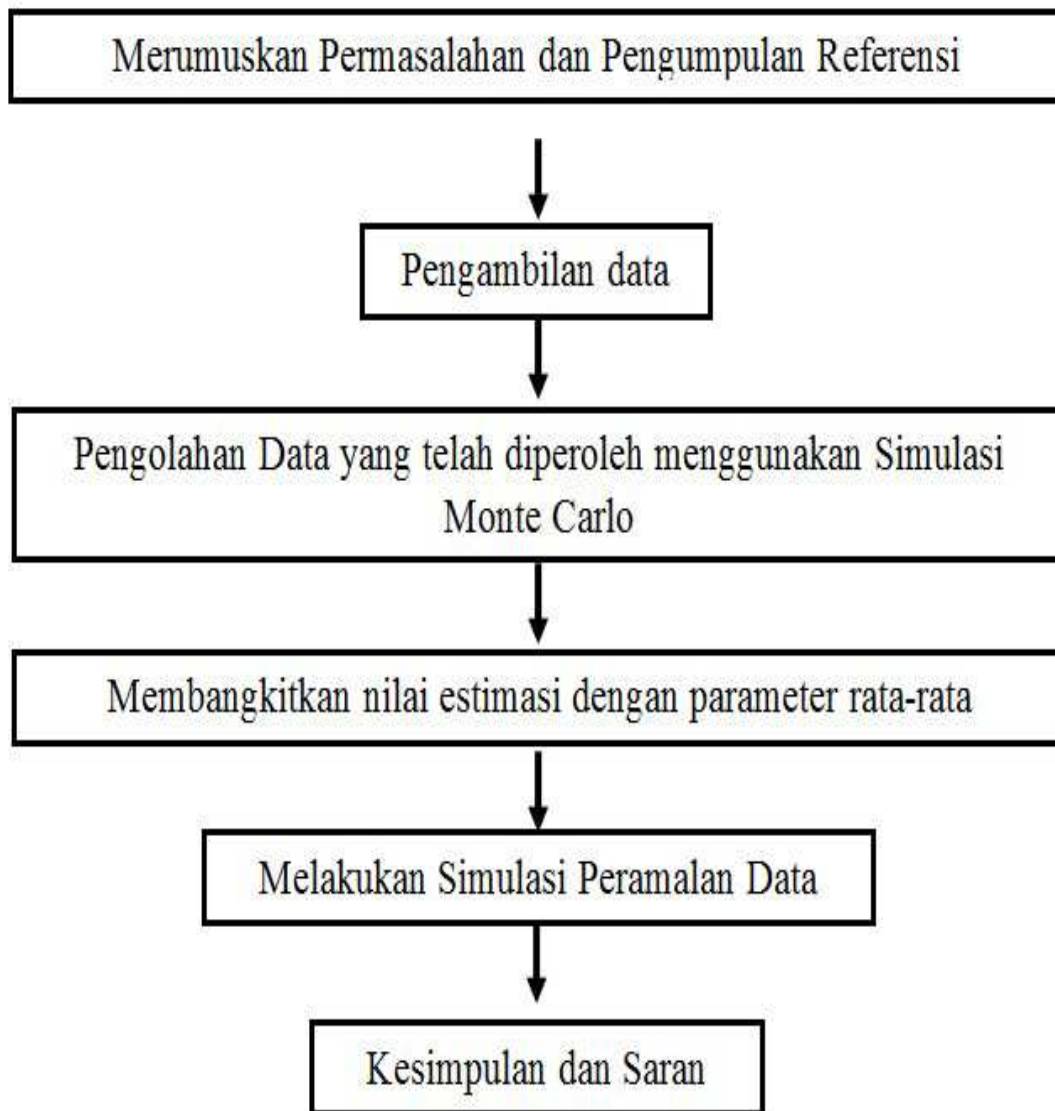 Merumuskan Permasalahan dan Pengumpulan Referensi
Pengambilan data
Pengolahan Data yang telah diperoleh menggunakan Simulasi
Monte Carlo
Membangkitkan nilai estimasi dengan parameter rata-rata
Melakukan Simulasi Peramalan Data
Kesimpulan dan Saran